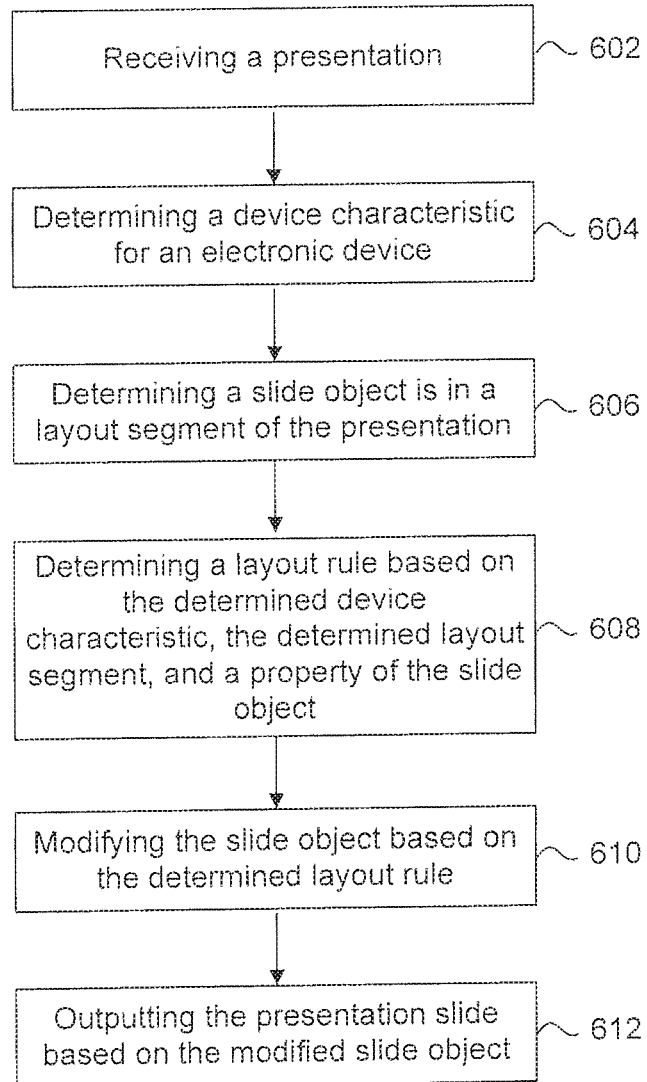 Receiving a presentation
602
Determining a device characteristic
for an electronic device
604
Determining a slide object is in a
layout segment of the presentation
606
Determining a layout rule based on
the determined device
characteristic, the determined layout
segment, and a property of the slide
object
608
Modifying the slide object based on
the determined layout rule
610
Outputting the presentation slide
based on the modified slide object
612